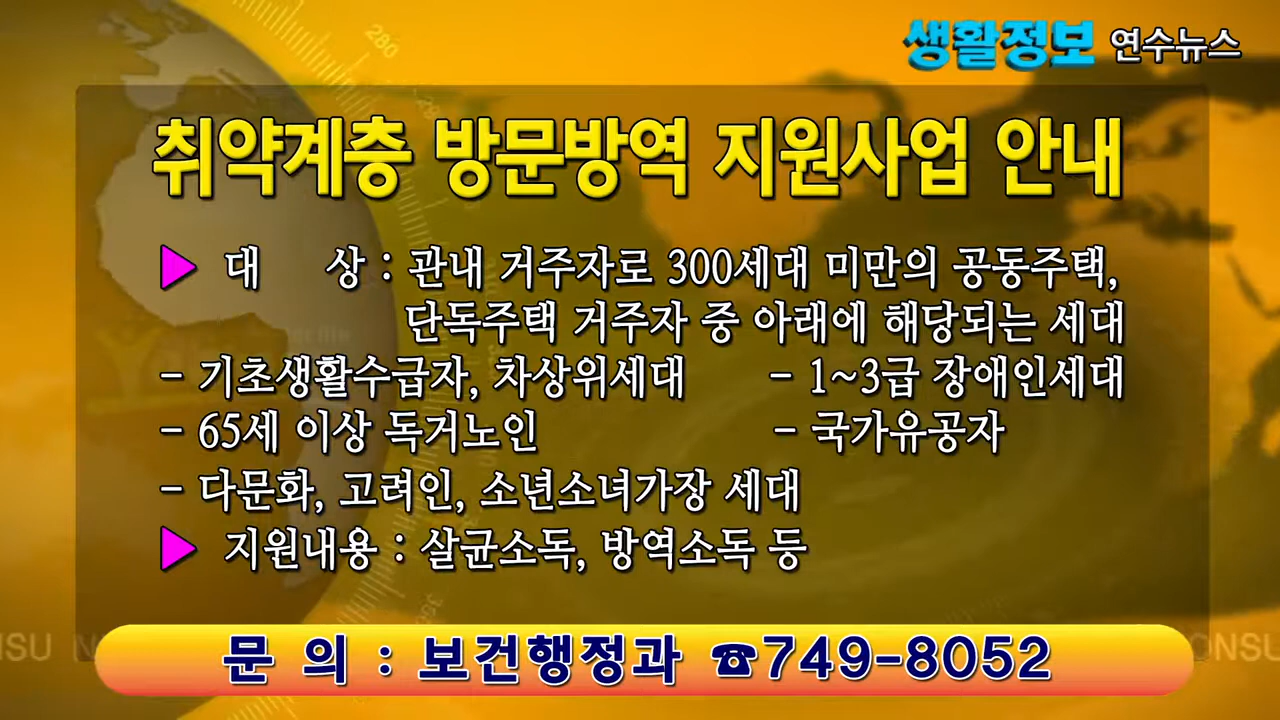 생활정보 연수뉴스
취약계층 방문방역 지원사업 안내
▶ 대 상 : 관내 거주자로 300세대 미만의 공동주택,
단독주택 거주자 중 아래에 해당되는 세대
- 기초생활수급자, 차상위세대 - 1~3급 장애인세대
- 65세 이상 독거노인 - 국가유공자
- 다문화, 고려인, 소년소녀가장 세대
▶ 지원내용 : 살균소독, 방역소독 등
문 의 : 보건행정과 ☎749-8052